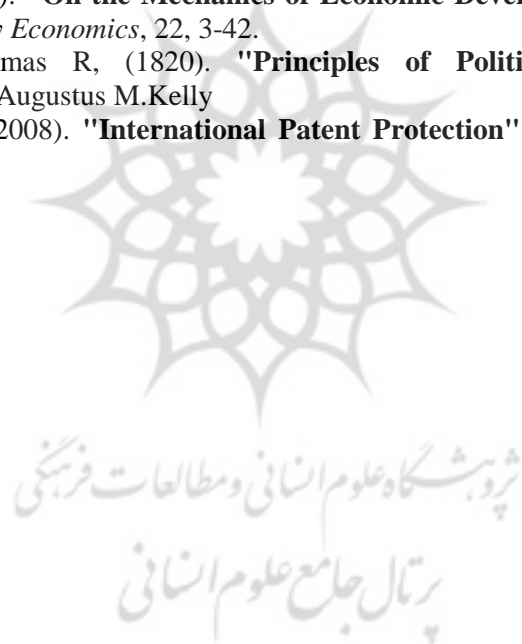 ). "On the Mechanics of Economic Devel
y Economics, 22, 3-42.
mas R, (1820). "Principles of Politi
Augustus M.Kelly
2008). "International Patent Protection"
پژوهشگاه علوم انسانی و مطالعات فرهنگی
پرتال جامع علوم انسانی